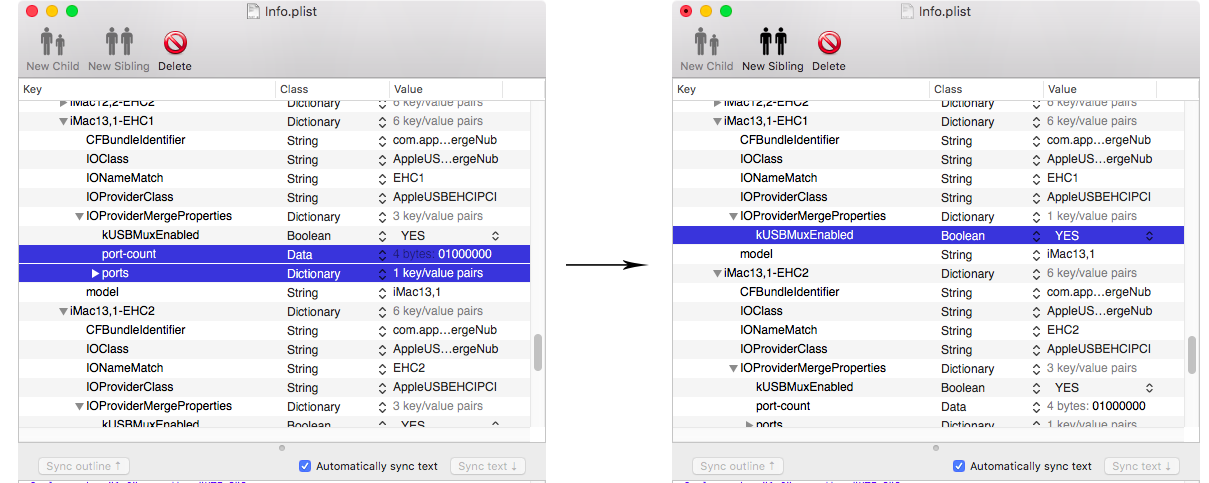 Info.plist
New Child New Sibling Delete
Key Class Value
iMac12,2-EHC2 Dictionary 6 key/value pairs
iMac13,1-EHC1 Dictionary 6 key/value pairs
CFBundleIdentifier String com.app...ergeNub
IOClass String AppleUS...ergeNub
IONameMatch String EHC1
IOProviderClass String AppleUSBEHCIPCI
IOProviderMergeProperties Dictionary 3 key/value pairs
kUSBMuxEnabled Boolean YES
port-count Data 4 bytes: 01000000
ports Dictionary 1 key/value pairs
model String iMac13,1
iMac13,1-EHC2 Dictionary 6 key/value pairs
CFBundleIdentifier String com.app...ergeNub
IOClass String AppleUS...ergeNub
IONameMatch String EHC2
IOProviderClass String AppleUSBEHCIPCI
IOProviderMergeProperties Dictionary 3 key/value pairs
kUSBMuxEnabled Boolean YES
Sync outline ↑ Automatically sync text Sync text ↓
Info.plist
New Child New Sibling Delete
Key Class Value
iMac12,2-EHC2 Dictionary 6 key/value pairs
iMac13,1-EHC1 Dictionary 6 key/value pairs
CFBundleIdentifier String com.app...ergeNub
IOClass String AppleUS...ergeNub
IONameMatch String EHC1
IOProviderClass String AppleUSBEHCIPCI
IOProviderMergeProperties Dictionary 1 key/value pairs
kUSBMuxEnabled Boolean YES
model String iMac13,1
iMac13,1-EHC2 Dictionary 6 key/value pairs
CFBundleIdentifier String com.app...ergeNub
IOClass String AppleUS...ergeNub
IONameMatch String EHC2
IOProviderClass String AppleUSBEHCIPCI
IOProviderMergeProperties Dictionary 3 key/value pairs
kUSBMuxEnabled Boolean YES
port-count Data 4 bytes: 01000000
ports Dictionary 1 key/value pairs
Sync outline ↑ Automatically sync text Sync text ↓